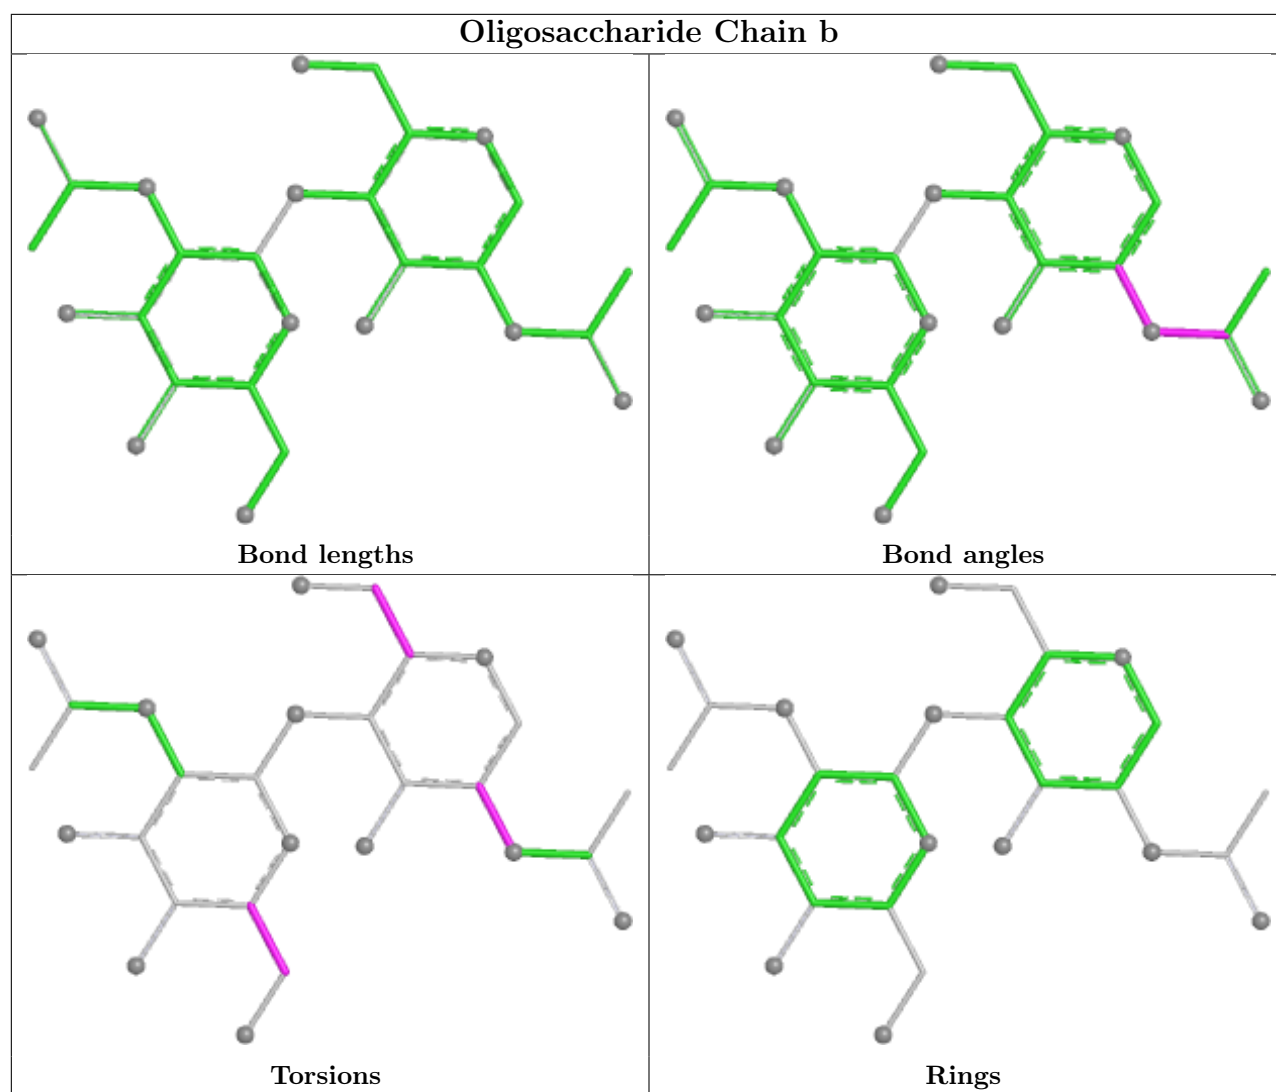 Oligosaccharide Chain b
Bond lengths
Bond angles
Torsions
Rings